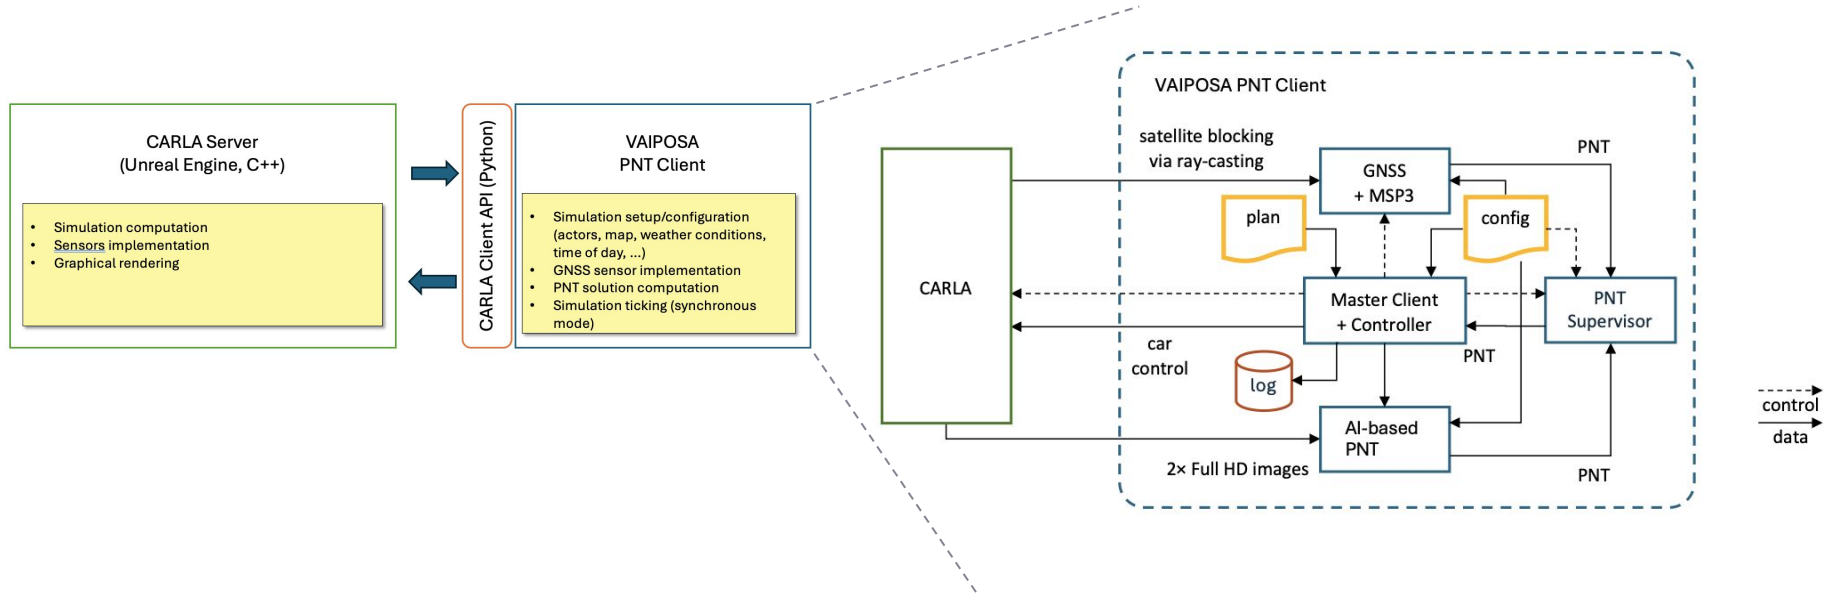 CARLA Server
(Unreal Engine, C++)
• Simulation computation
• Sensors implementation
• Graphical rendering
CARLA Client API (Python)
VAIPOSA
PNT Client
• Simulation setup/configuration
(actors, map, weather conditions,
time of day, ...)
• GNSS sensor implementation
• PNT solution computation
• Simulation ticking (synchronous
mode)
VAIPOSA PNT Client
satellite blocking
via ray-casting
GNSS
+ MSP3
PNT
plan
config
CARLA
Master Client
+ Controller
PNT
Supervisor
car
control
PNT
log
AI-based
PNT
2× Full HD images
PNT
control
data